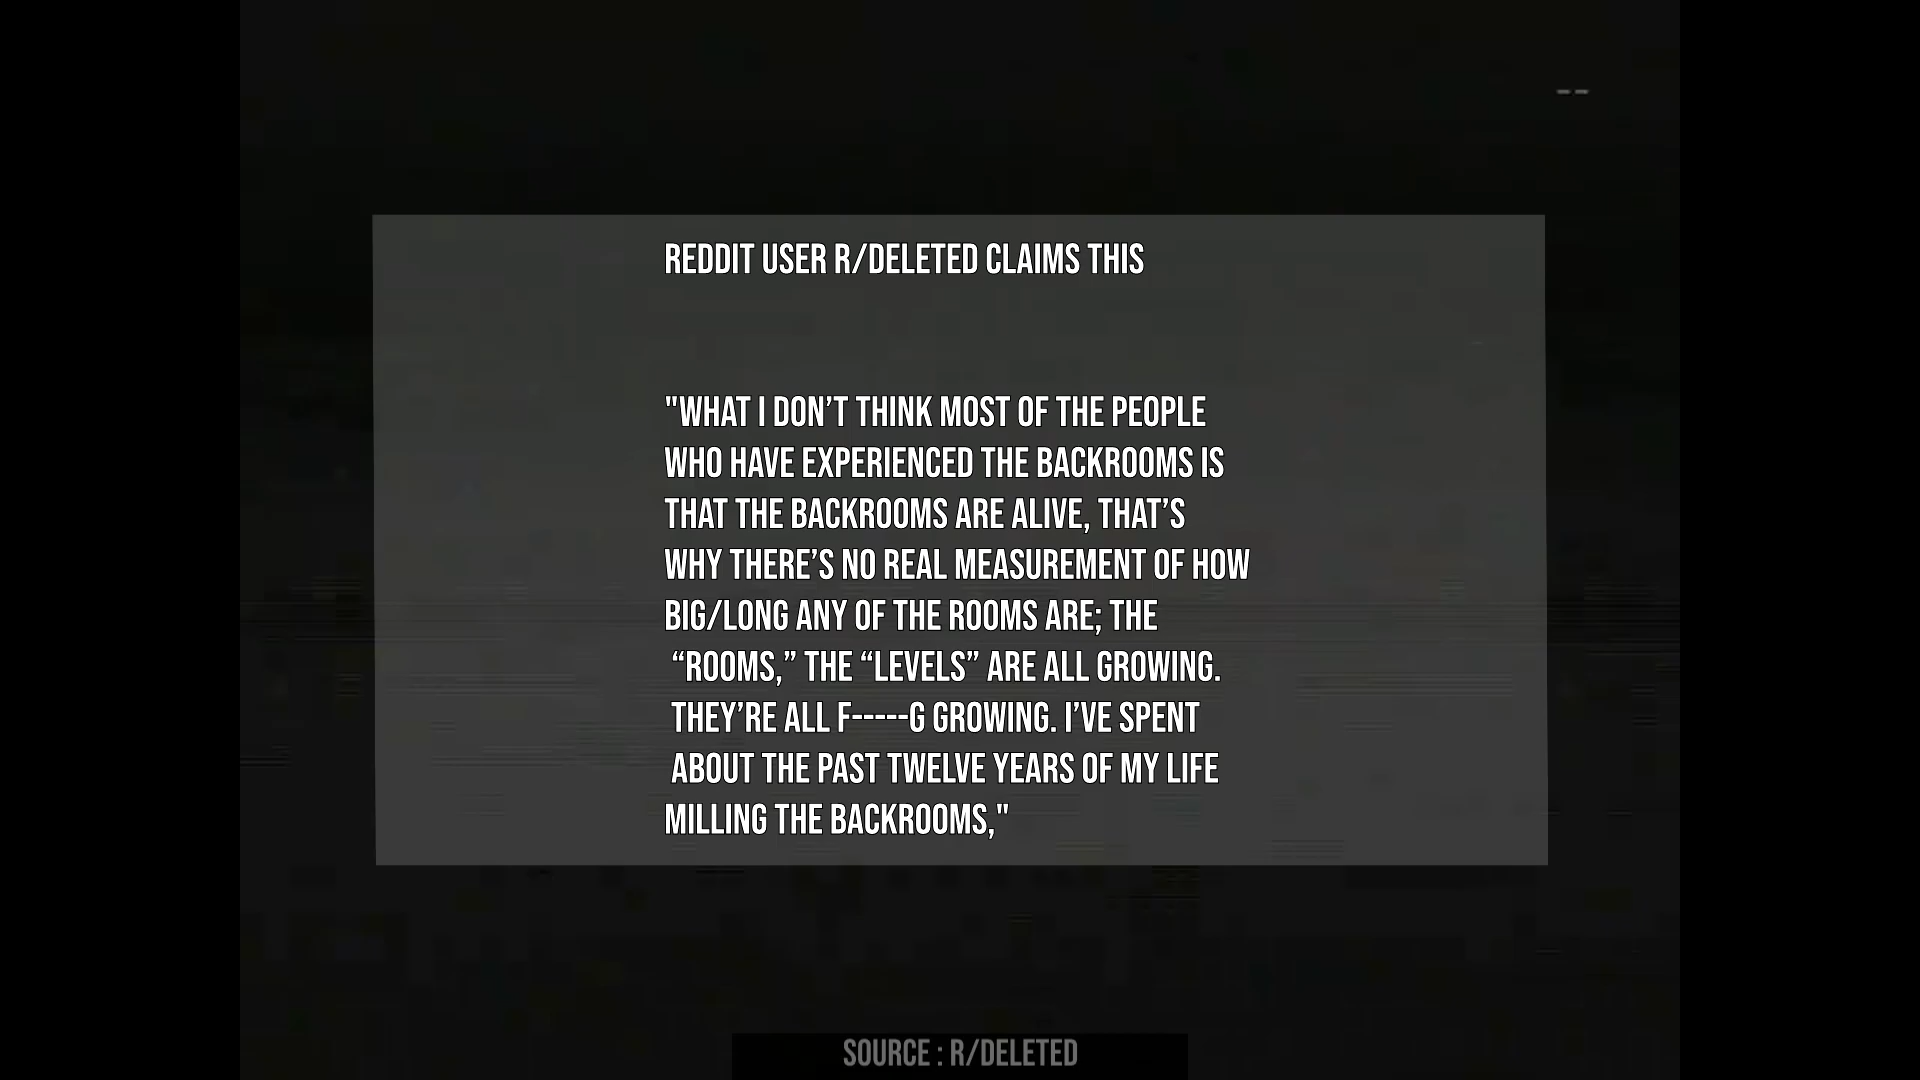 --
REDDIT USER R/DELETED CLAIMS THIS
"WHAT I DON’T THINK MOST OF THE PEOPLE
WHO HAVE EXPERIENCED THE BACKROOMS IS
THAT THE BACKROOMS ARE ALIVE, THAT’S
WHY THERE’S NO REAL MEASUREMENT OF HOW
BIG/LONG ANY OF THE ROOMS ARE; THE
“ROOMS,” THE “LEVELS” ARE ALL GROWING.
THEY’RE ALL F-----G GROWING. I’VE SPENT
ABOUT THE PAST TWELVE YEARS OF MY LIFE
MILLING THE BACKROOMS,"
SOURCE : R/DELETED